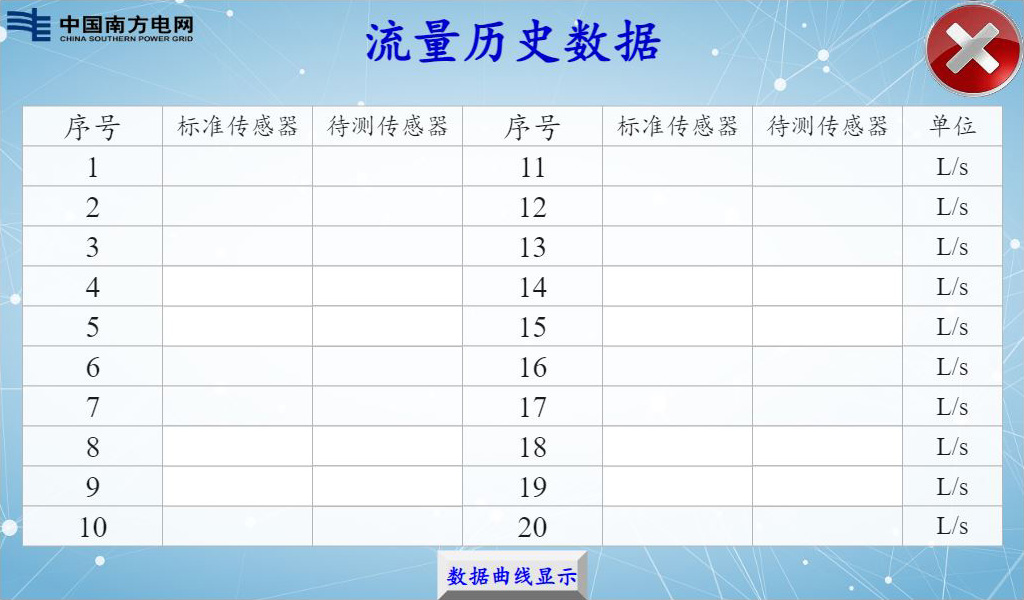 中国南方电网
CHINA SOUTHERN POWER GRID
流量历史数据
序号 标准传感器 待测传感器 序号 标准传感器 待测传感器 单位
1 11 L/s
2 12 L/s
3 13 L/s
4 14 L/s
5 15 L/s
6 16 L/s
7 17 L/s
8 18 L/s
9 19 L/s
10 20 L/s
数据曲线显示